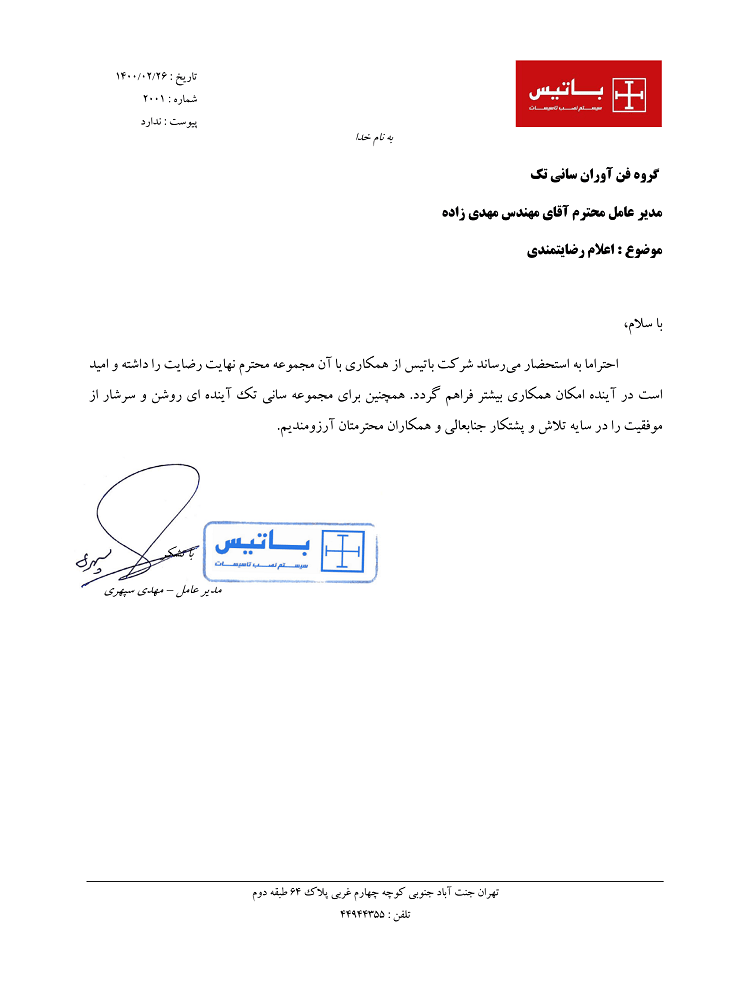 باتیس
سیستم نصب تاسیسات
تاریخ : ۱۴۰۰/۰۲/۲۶
شماره : ۲۰۰۱
پیوست : ندارد
به نام خدا
گروه فن آوران سانی تک
مدیر عامل محترم آقای مهندس مهدی زاده
موضوع : اعلام رضایتمندی
با سلام،
احتراما به استحضار می‌رساند شرکت باتیس از همکاری با آن مجموعه محترم نهایت رضایت را داشته و امید
است در آینده امکان همکاری بیشتر فراهم گردد. همچنین برای مجموعه سانی تک آینده ای روشن و سرشار از
موفقیت را در سایه تلاش و پشتکار جنابعالی و همکاران محترمتان آرزومندیم.
باتیس
سیستم نصب تاسیسات
با تشکر
سپهری
مدیر عامل – مهدی سپهری
تهران جنت آباد جنوبی کوچه چهارم غربی پلاک ۶۴ طبقه دوم
تلفن : ۴۴۹۴۴۳۵۵